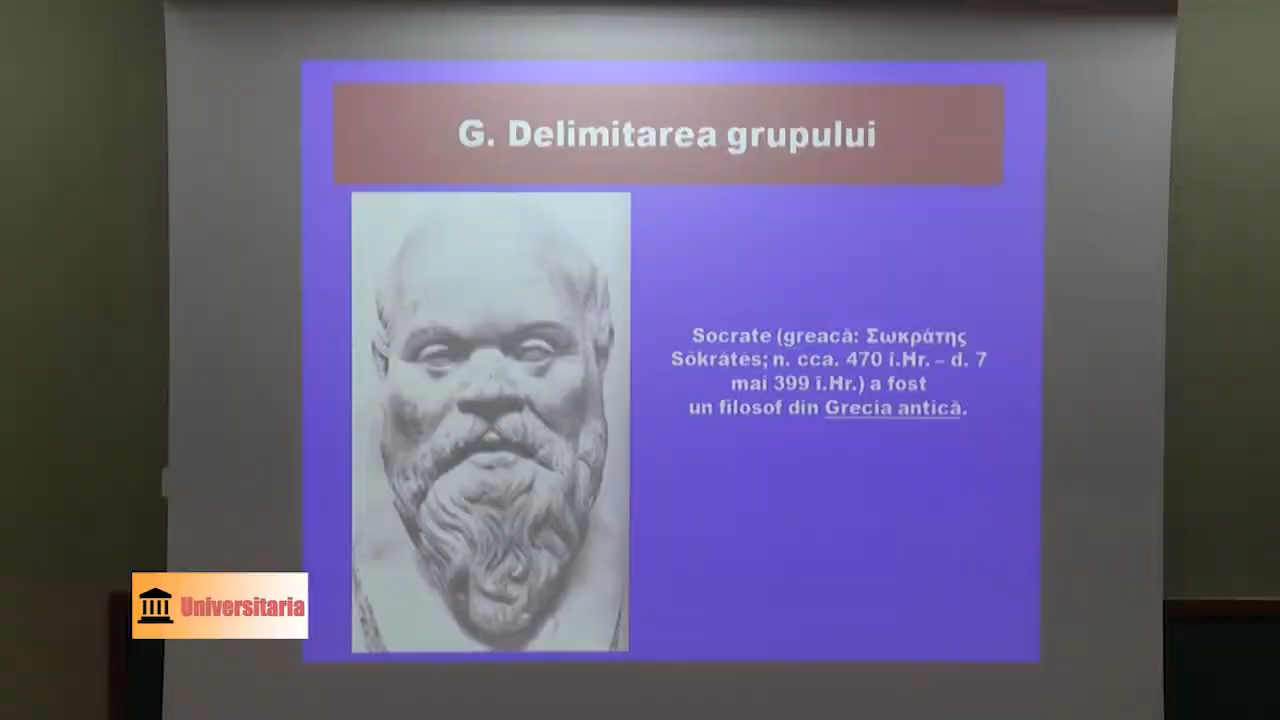 G. Delimitarea grupului
Socrate (greacă: Σωκράτης
Sōkrátēs; n. cca. 470 î.Hr. – d. 7
mai 399 î.Hr.) a fost
un filosof din Grecia antică.
Universitaria